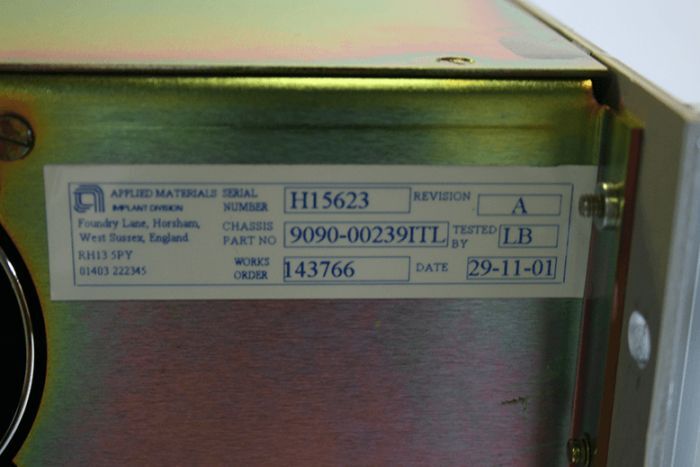 APPLIED MATERIALS
IMPLANT DIVISION
Foundry Lane, Horsham,
West Sussex, England
RH13 5PY
01403 222345
SERIAL NUMBER H15623 REVISION A
CHASSIS PART NO 9090-00239ITL TESTED BY LB
WORKS ORDER 143766 DATE 29-11-01